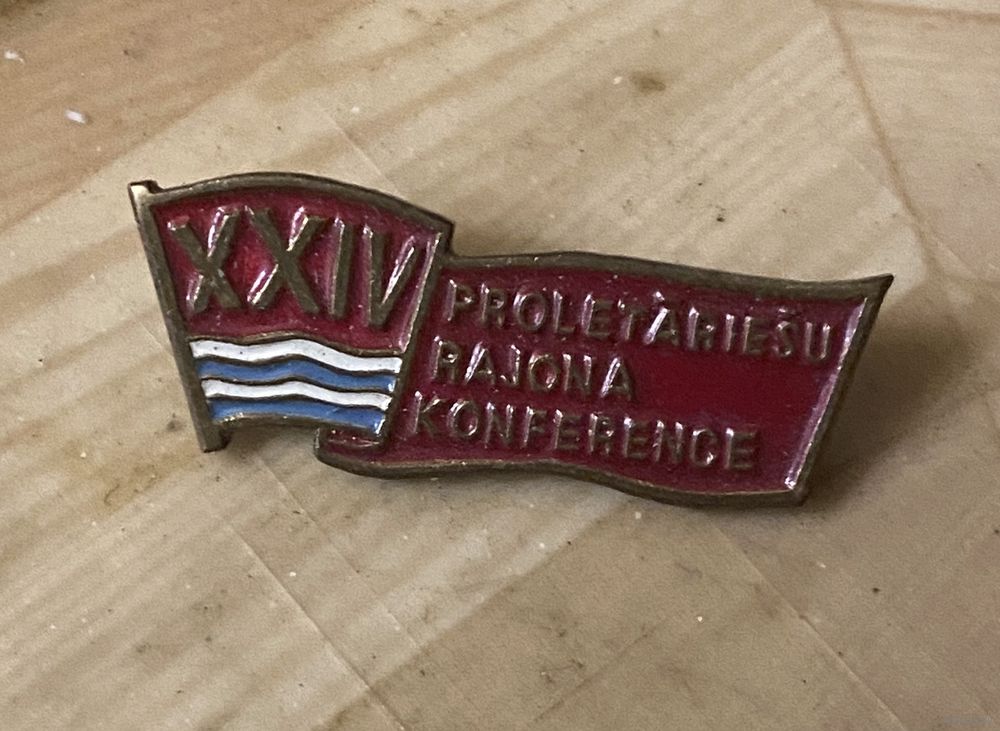 XXIV
PROLETĀRIEŠU
RAJONA
KONFERENCE